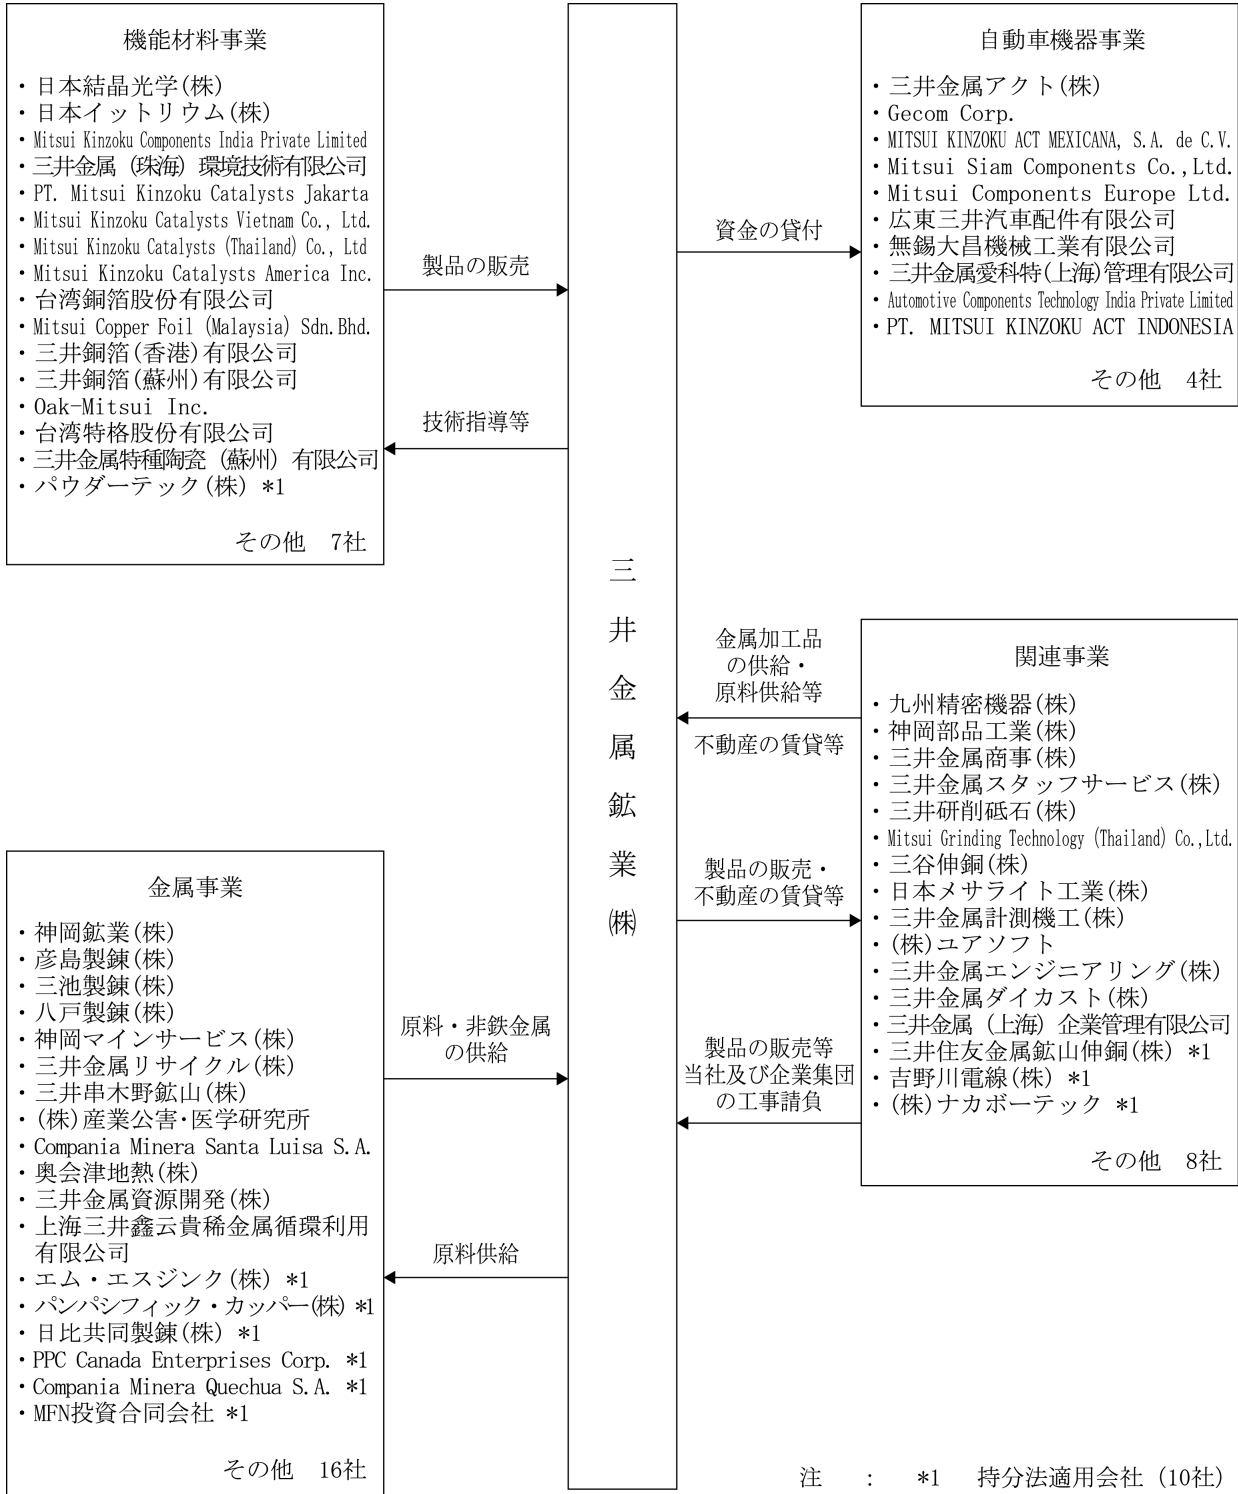 機能材料事業
・日本結晶光学(株)
・日本イットリウム(株)
・Mitsui Kinzoku Components India Private Limited
・三井金属（珠海）環境技術有限公司
・PT. Mitsui Kinzoku Catalysts Jakarta
・Mitsui Kinzoku Catalysts Vietnam Co., Ltd.
・Mitsui Kinzoku Catalysts (Thailand) Co., Ltd
・Mitsui Kinzoku Catalysts America Inc.
・台湾銅箔股份有限公司
・Mitsui Copper Foil (Malaysia) Sdn.Bhd.
・三井銅箔(香港)有限公司
・三井銅箔(蘇州)有限公司
・Oak-Mitsui Inc.
・台湾特格股份有限公司
・三井金属特種陶瓷（蘇州）有限公司
・パウダーテック(株) *1
その他　7社
製品の販売
技術指導等
金属事業
・神岡鉱業(株)
・彦島製錬(株)
・三池製錬(株)
・八戸製錬(株)
・神岡マインサービス(株)
・三井金属リサイクル(株)
・三井串木野鉱山(株)
・(株)産業公害・医学研究所
・Compania Minera Santa Luisa S.A.
・奥会津地熱(株)
・三井金属資源開発(株)
・上海三井鑫云貴稀金属循環利用
有限公司
・エム・エスジンク(株) *1
・パンパシフィック・カッパー(株) *1
・日比共同製錬(株) *1
・PPC Canada Enterprises Corp. *1
・Compania Minera Quechua S.A. *1
・MFN投資合同会社 *1
その他　16社
原料・非鉄金属
の供給
原料供給
三井金属鉱業(株)
資金の貸付
自動車機器事業
・三井金属アクト(株)
・Gecom Corp.
・MITSUI KINZOKU ACT MEXICANA, S.A. de C.V.
・Mitsui Siam Components Co.,Ltd.
・Mitsui Components Europe Ltd.
・広東三井汽車配件有限公司
・無錫大昌機械工業有限公司
・三井金属愛科特(上海)管理有限公司
・Automotive Components Technology India Private Limited
・PT. MITSUI KINZOKU ACT INDONESIA
その他　4社
金属加工品
の供給・
原料供給等
不動産の賃貸等
製品の販売・
不動産の賃貸等
製品の販売等
当社及び企業集団
の工事請負
関連事業
・九州精密機器(株)
・神岡部品工業(株)
・三井金属商事(株)
・三井金属スタッフサービス(株)
・三井研削砥石(株)
・Mitsui Grinding Technology (Thailand) Co.,Ltd.
・三谷伸銅(株)
・日本メサライト工業(株)
・三井金属計測機工(株)
・(株)ユアソフト
・三井金属エンジニアリング(株)
・三井金属ダイカスト(株)
・三井金属（上海）企業管理有限公司
・三井住友金属鉱山伸銅(株) *1
・吉野川電線(株) *1
・(株)ナカボーテック *1
その他　8社
注　：　*1　持分法適用会社（10社）